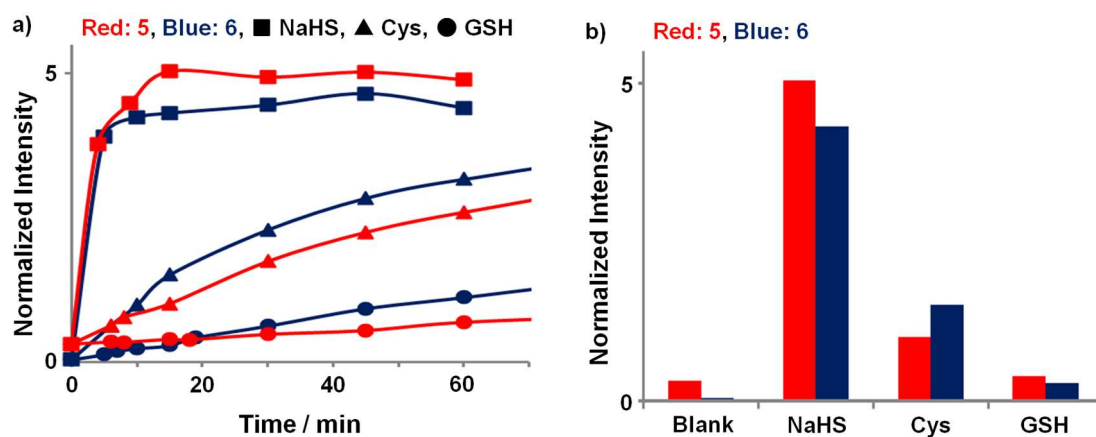 a) Red: 5, Blue: 6, ■ NaHS, ▲ Cys, ● GSH
Normalized Intensity
5
0
0 20 40 60
Time / min
b) Red: 5, Blue: 6
Normalized Intensity
5
0
Blank NaHS Cys GSH